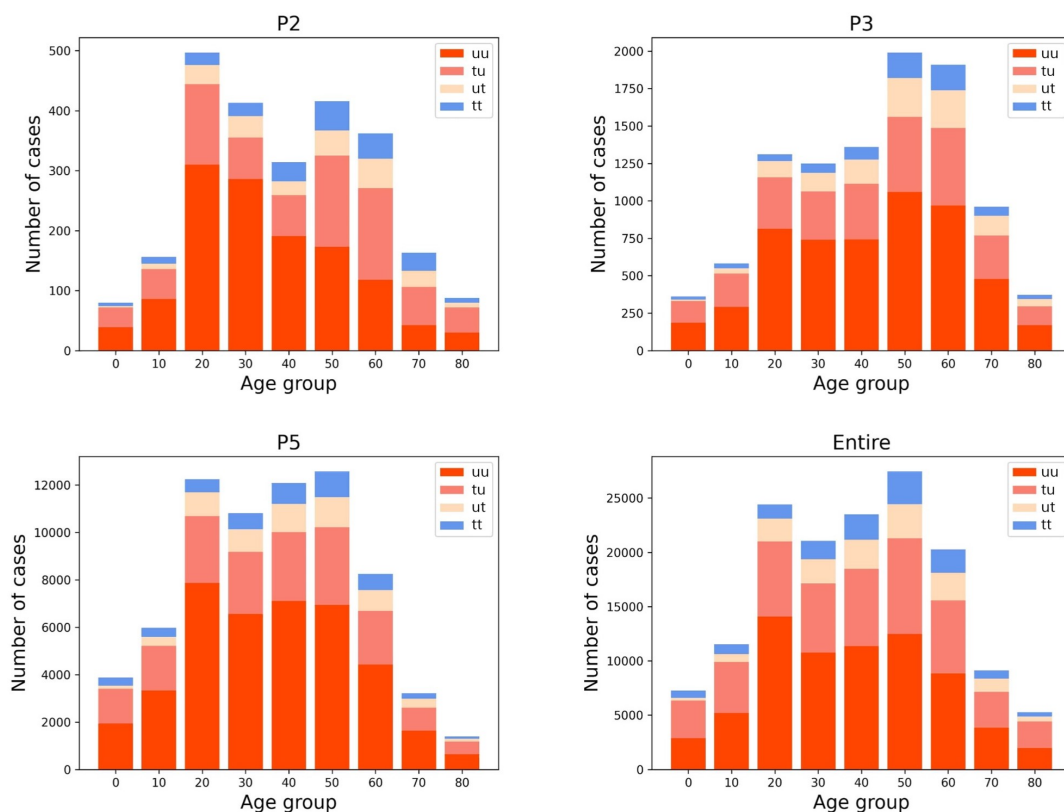 P2
Number of cases
500
400
300
200
100
0
uu
tu
ut
tt
0 10 20 30 40 50 60 70 80
Age group
P3
Number of cases
2000
1750
1500
1250
1000
750
500
250
0
uu
tu
ut
tt
0 10 20 30 40 50 60 70 80
Age group
P5
Number of cases
12000
10000
8000
6000
4000
2000
0
uu
tu
ut
tt
0 10 20 30 40 50 60 70 80
Age group
Entire
Number of cases
25000
20000
15000
10000
5000
0
uu
tu
ut
tt
0 10 20 30 40 50 60 70 80
Age group